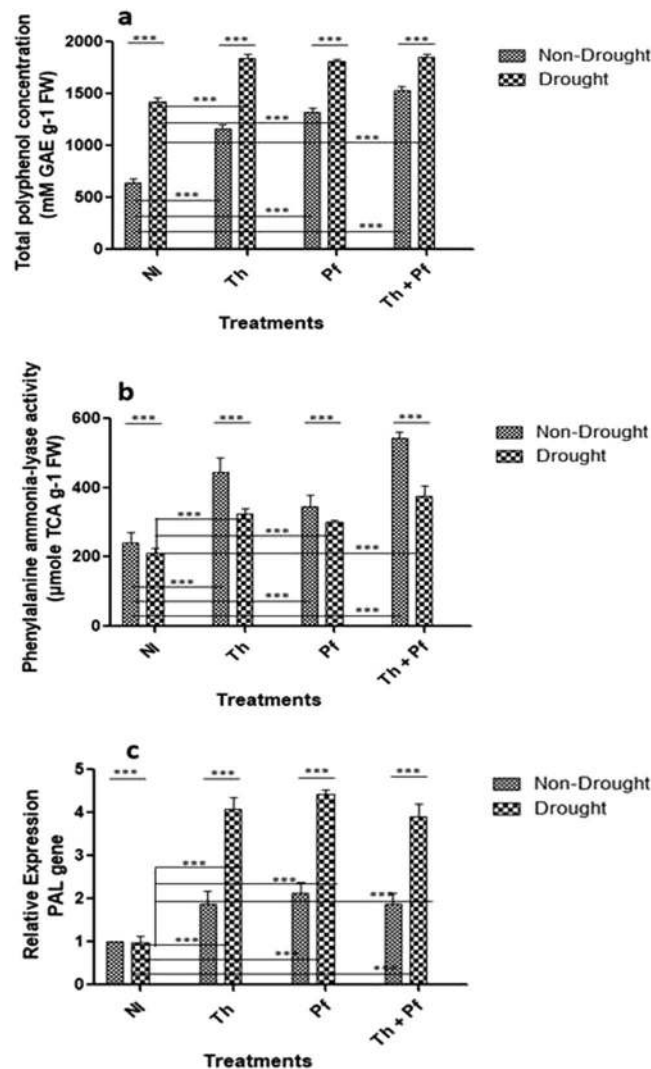 a
Total polyphenol concentration
(mM GAE g-1 FW)
2000
1500
1000
500
0
*** *** *** ***
***
***
***
***
***
***
NI Th Pf Th + Pf
Treatments
Non-Drought
Drought
b
Phenylalanine ammonia-lyase activity
(µmole TCA g-1 FW)
600
400
200
0
*** *** *** ***
***
***
***
***
***
***
NI Th Pf Th + Pf
Treatments
Non-Drought
Drought
c
Relative Expression
PAL gene
5
4
3
2
1
0
*** *** *** ***
***
***
***
***
***
***
NI Th Pf Th + Pf
Treatments
Non-Drought
Drought